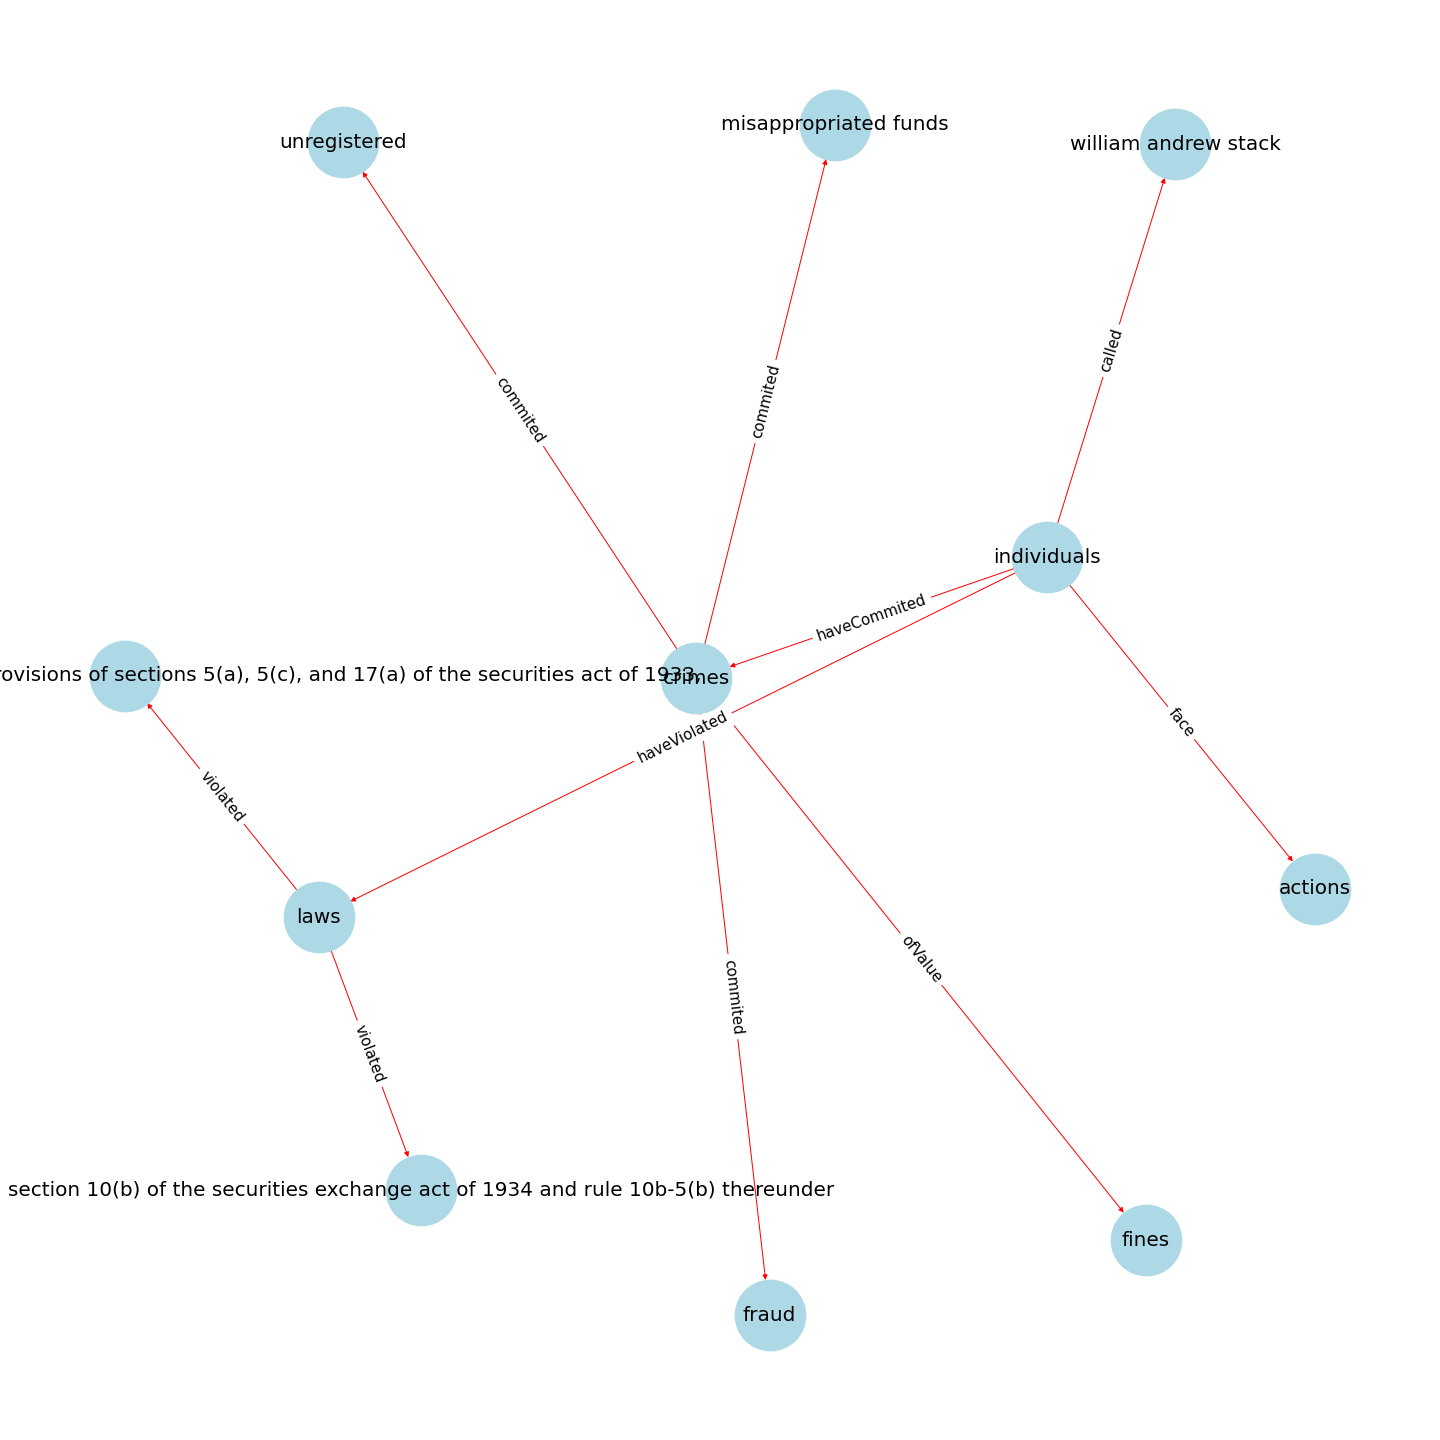 misappropriated funds
unregistered
william andrew stack
called
commited
commited
individuals
haveCommited
rovisions of sections 5(a), 5(c), and 17(a) of the securities act of 1933,
crimes
face
haveViolated
violated
actions
laws
ofValue
commited
violated
section 10(b) of the securities exchange act of 1934 and rule 10b-5(b) thereunder
fines
fraud